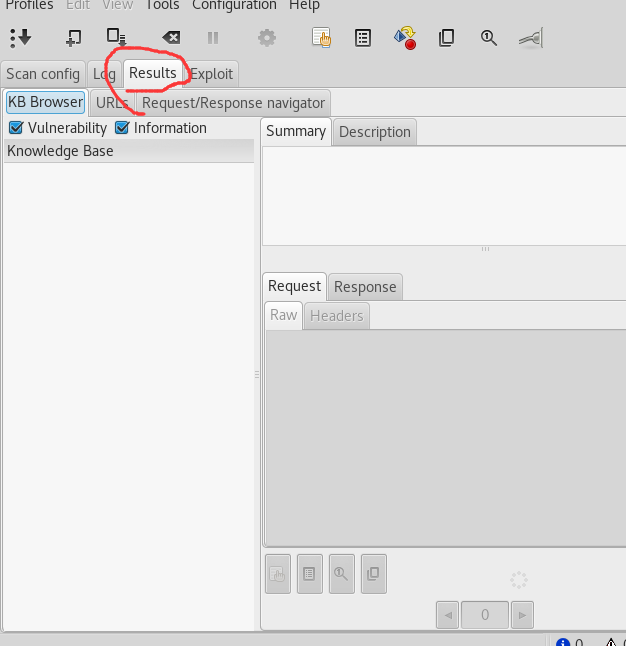 Profiles Edit View Tools Configuration Help
Scan config Log Results Exploit
KB Browser URLs Request/Response navigator
Vulnerability Information
Summary Description
Knowledge Base
Request Response
Raw Headers
0
0